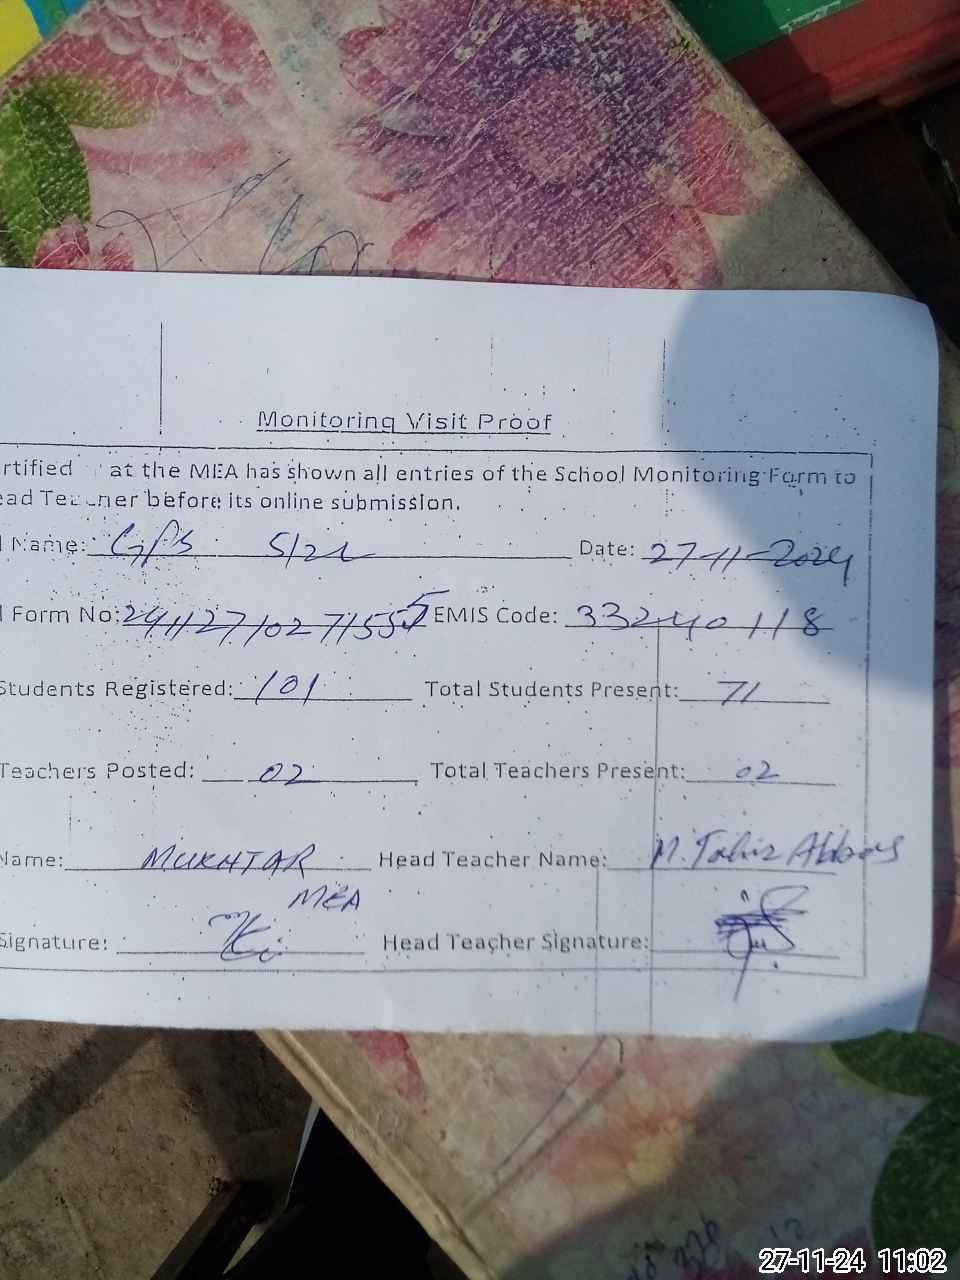 Monitoring Visit Proof
rtified at the MEA has shown all entries of the School Monitoring Form to
ead Teacher before its online submission.
l Name: GPS 5/2L Date: 27-11-2024
l Form No: 241127102715555 EMIS Code: 33240118
Students Registered: 101 Total Students Present: 71
Teachers Posted: 02 Total Teachers Present: 02
Name: MUKHTAR Head Teacher Name: M. Tahir Abbas
MEA
Signature: Head Teacher Signature:
27-11-24 11:02